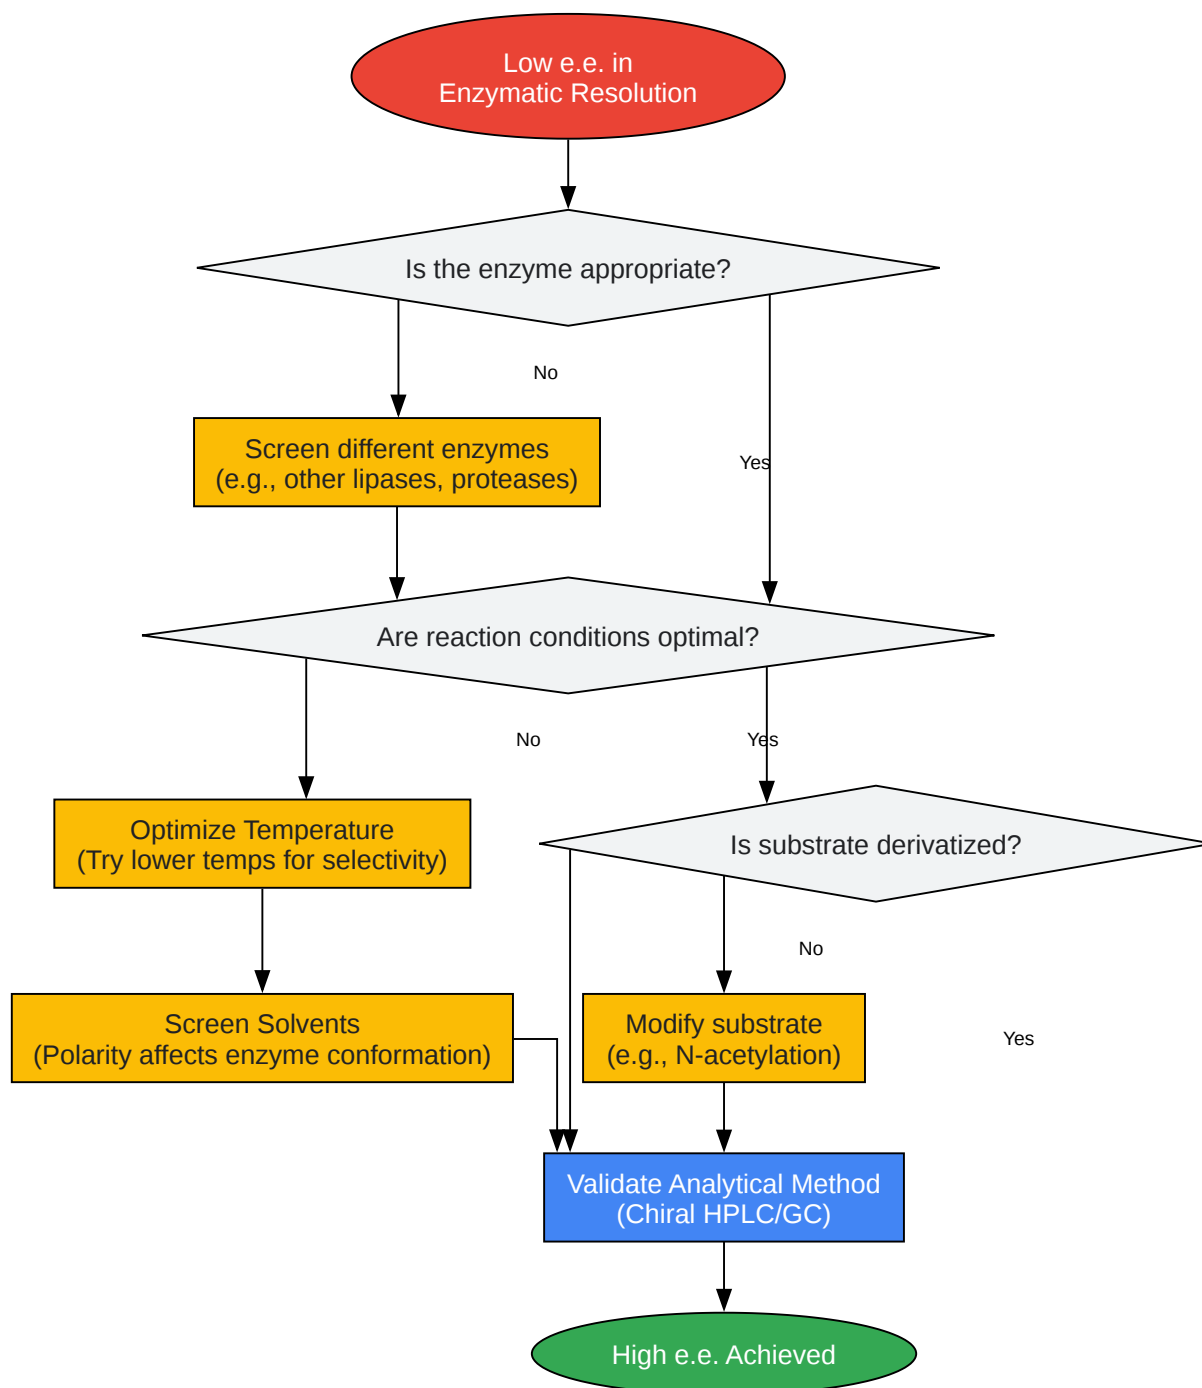 Low e.e. in
Enzymatic Resolution
Is the enzyme appropriate?
No
Screen different enzymes
(e.g., other lipases, proteases)
Yes
Are reaction conditions optimal?
No
Yes
Optimize Temperature
(Try lower temps for selectivity)
Is substrate derivatized?
No
Screen Solvents
(Polarity affects enzyme conformation)
Modify substrate
(e.g., N-acetylation)
Yes
Validate Analytical Method
(Chiral HPLC/GC)
High e.e. Achieved